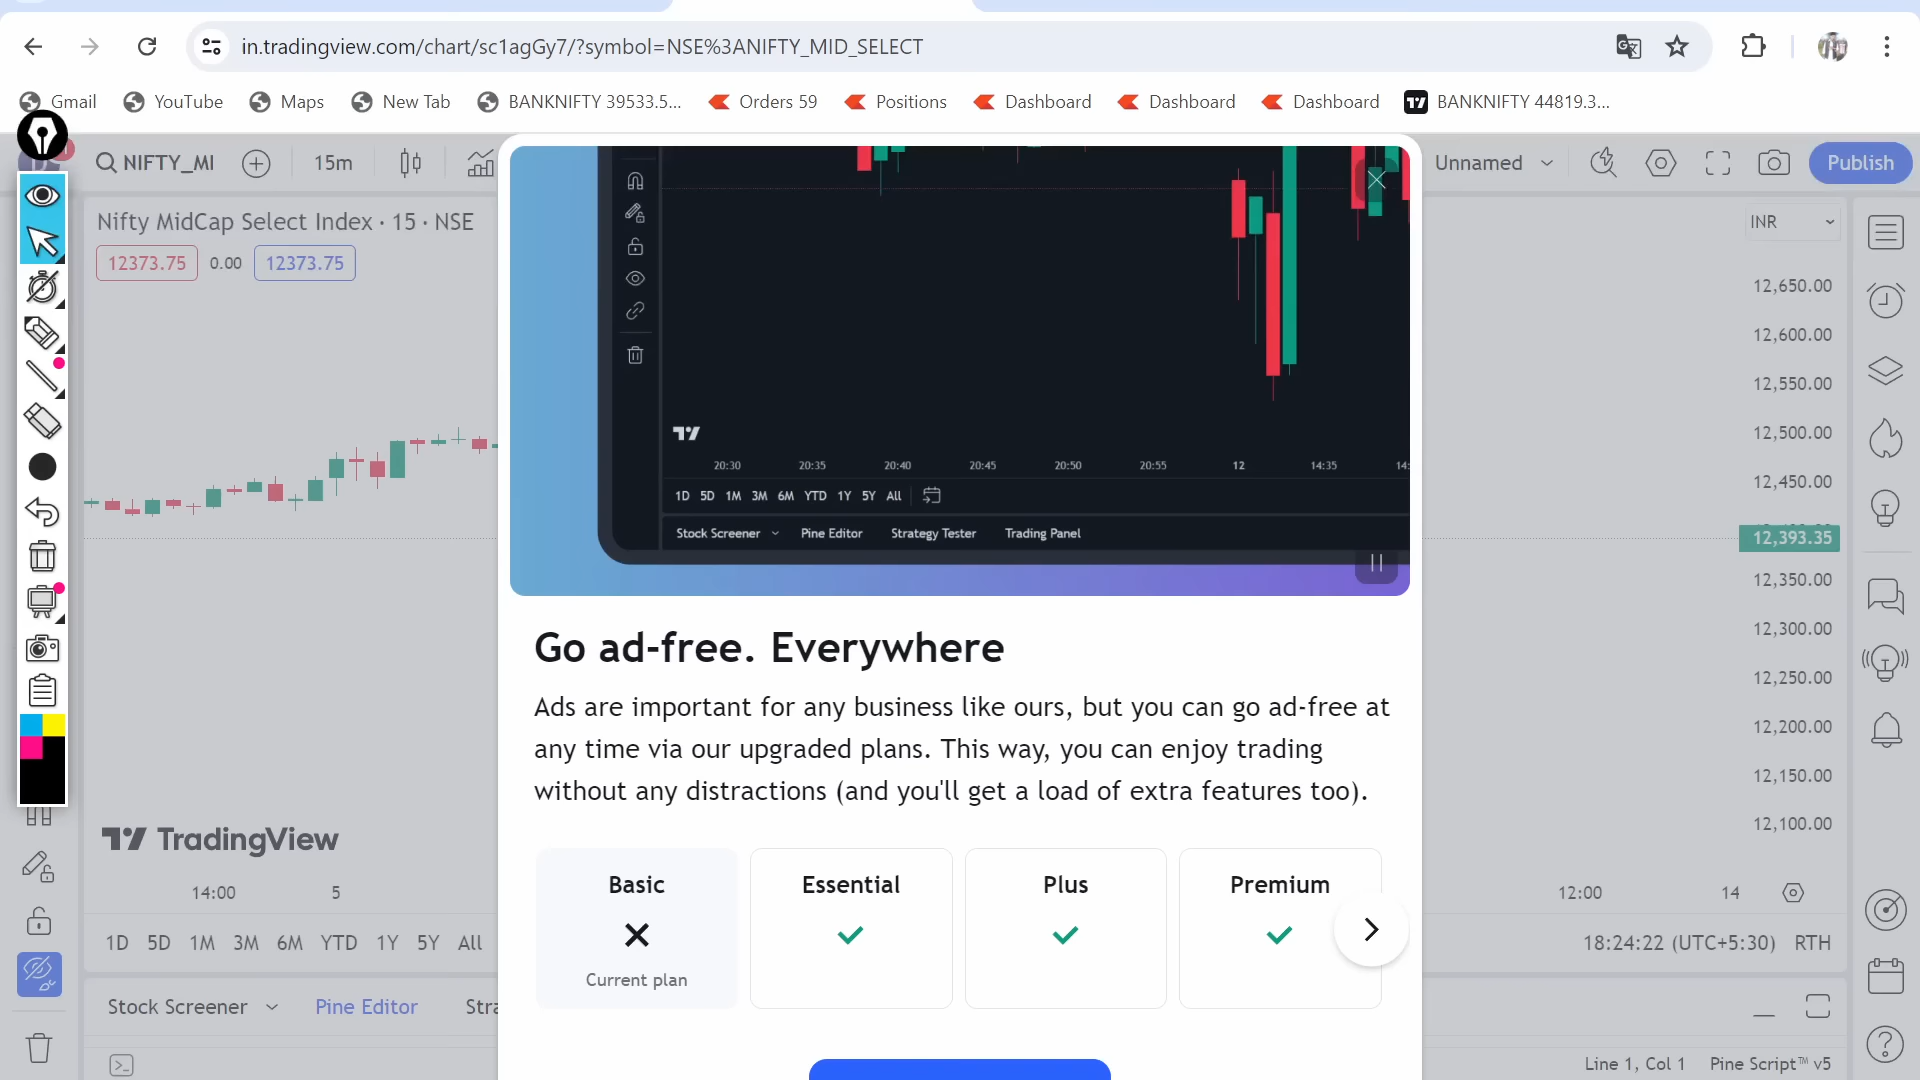 in.tradingview.com/chart/sc1agGy7/?symbol=NSE%3ANIFTY_MID_SELECT
Gmail YouTube Maps New Tab BANKNIFTY 39533.5... Orders 59 Positions Dashboard Dashboard Dashboard BANKNIFTY 44819.3...
NIFTY_MI 15m Unnamed Publish
Nifty MidCap Select Index · 15 · NSE INR
12373.75 0.00 12373.75
12,650.00
12,600.00
12,550.00
12,500.00
12,450.00
12,393.35
12,350.00
12,300.00
12,250.00
12,200.00
12,150.00
12,100.00
20:30 20:35 20:40 20:45 20:50 20:55 12 14:35 14:
1D 5D 1M 3M 6M YTD 1Y 5Y All
Stock Screener Pine Editor Strategy Tester Trading Panel
Go ad-free. Everywhere
Ads are important for any business like ours, but you can go ad-free at
any time via our upgraded plans. This way, you can enjoy trading
without any distractions (and you'll get a load of extra features too).
Basic Essential Plus Premium
Current plan
TradingView
14:00 5 12:00 14
1D 5D 1M 3M 6M YTD 1Y 5Y All 18:24:22 (UTC+5:30) RTH
Stock Screener Pine Editor Stra
Line 1, Col 1 Pine Script™ v5